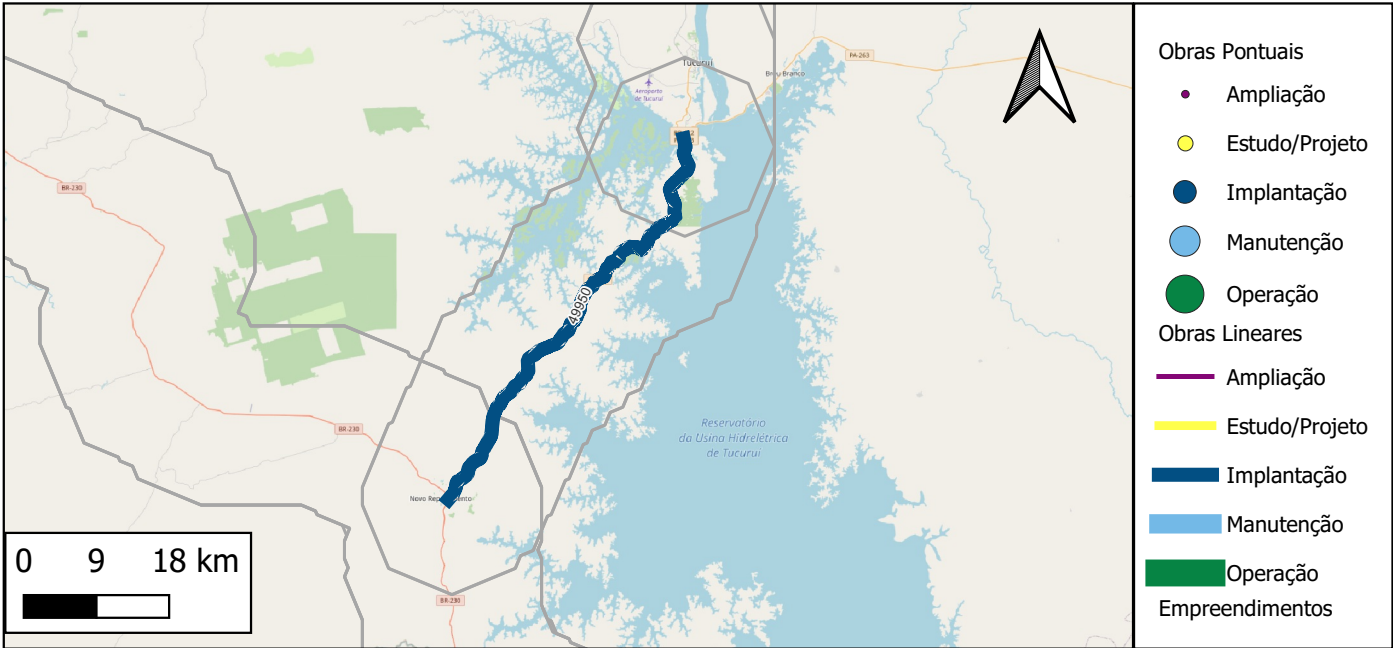 Tucuruí
PA-263
Breu Branco
Aeroporto
de Tucuruí
BR-230
49950
BR-230
Reservatório
da Usina Hidrelétrica
de Tucuruí
Novo
BR-230
0 9 18 km
Obras Pontuais
Ampliação
Estudo/Projeto
Implantação
Manutenção
Operação
Obras Lineares
Ampliação
Estudo/Projeto
Implantação
Manutenção
Operação
Empreendimentos